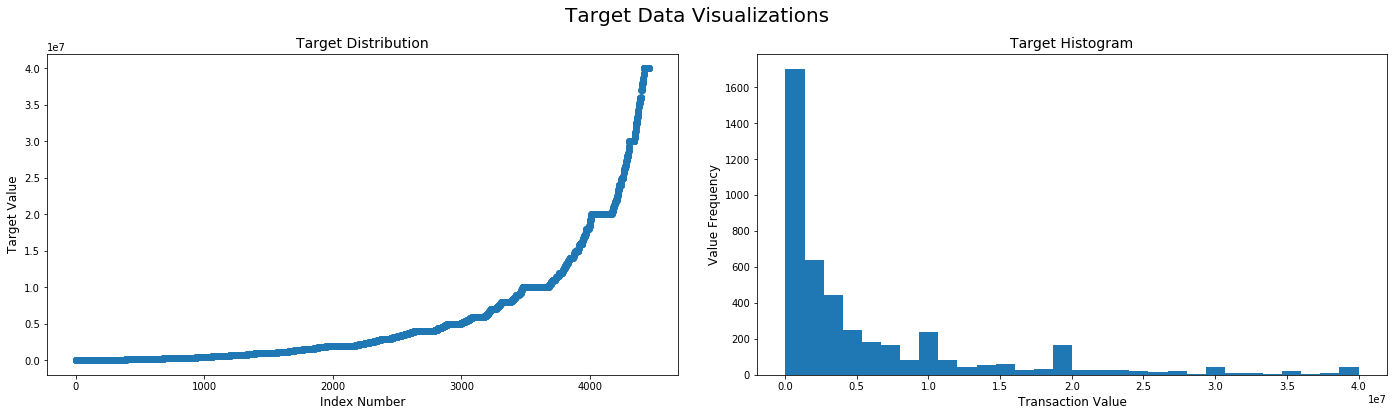 Target Data Visualizations
Target Distribution
1e7
4.0
3.5
3.0
2.5
2.0
1.5
1.0
0.5
0.0
Target Value
0 1000 2000 3000 4000
Index Number
Target Histogram
1600
1400
1200
1000
800
600
400
200
0
Value Frequency
0.0 0.5 1.0 1.5 2.0 2.5 3.0 3.5 4.0
1e7
Transaction Value